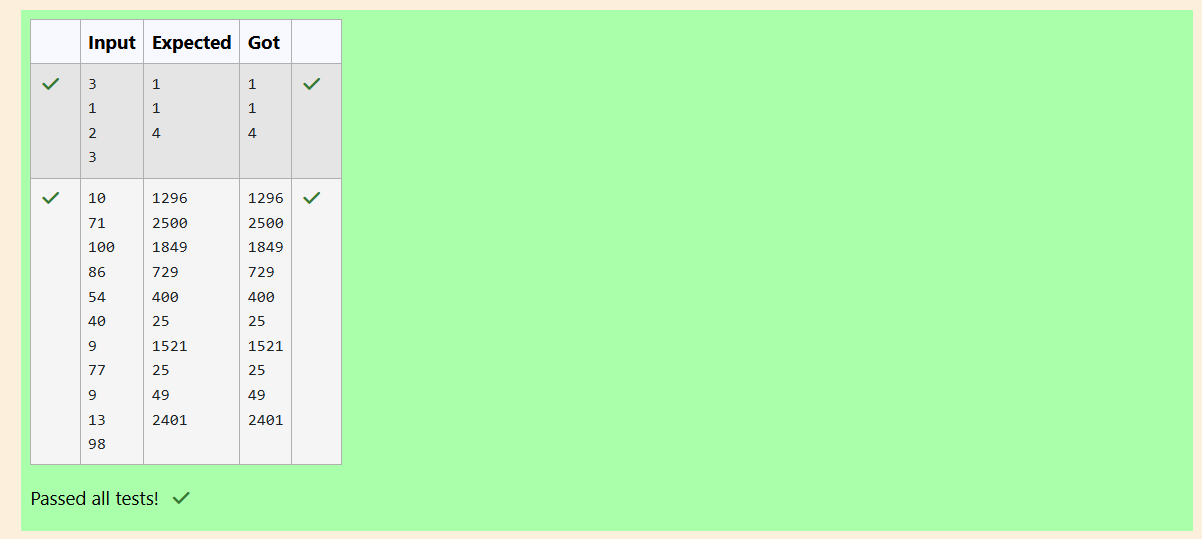 Input Expected Got
3 1 1
1 1 1
2 4 4
3
10 1296 1296
71 2500 2500
100 1849 1849
86 729 729
54 400 400
40 25 25
9 1521 1521
77 25 25
9 49 49
13 2401 2401
98
Passed all tests!